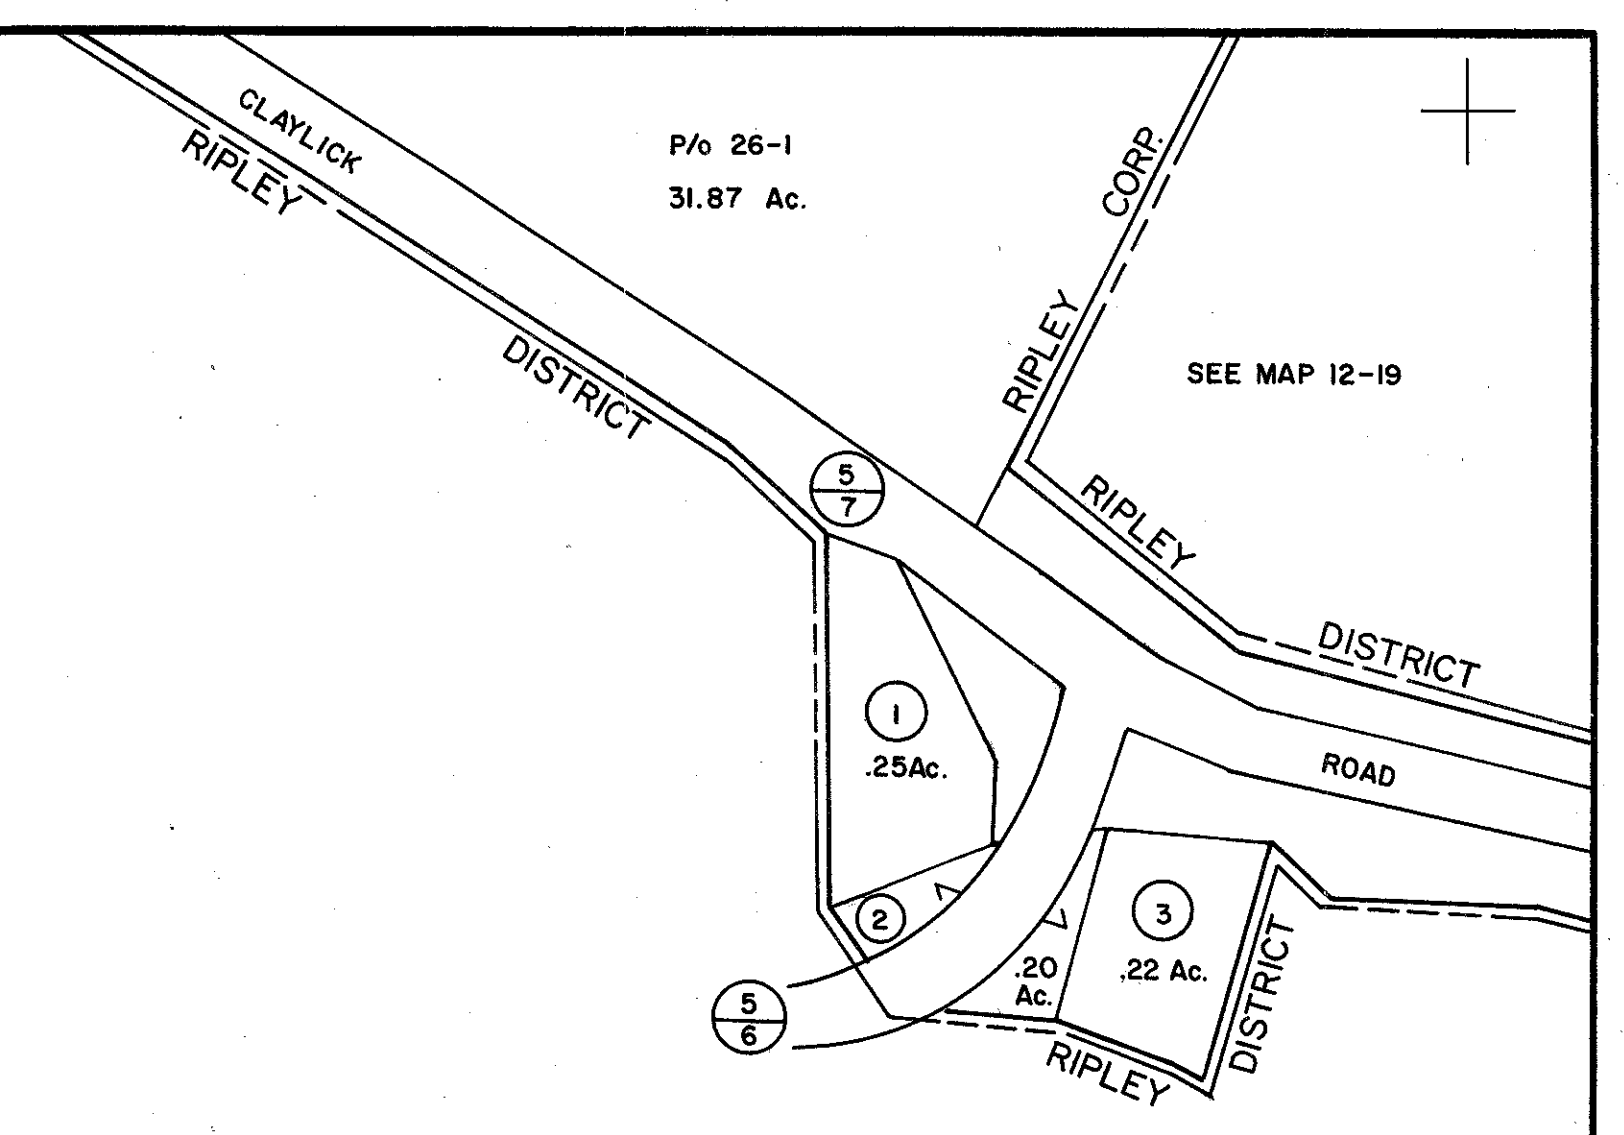 CLAYLICK
RIPLEY
P/o 26-1
31.87 Ac.
CORP.
RIPLEY
DISTRICT
SEE MAP 12-19
5
7
RIPLEY
DISTRICT
1
.25Ac.
ROAD
2
3
.20
Ac.
.22 Ac.
DISTRICT
5
6
RIPLEY